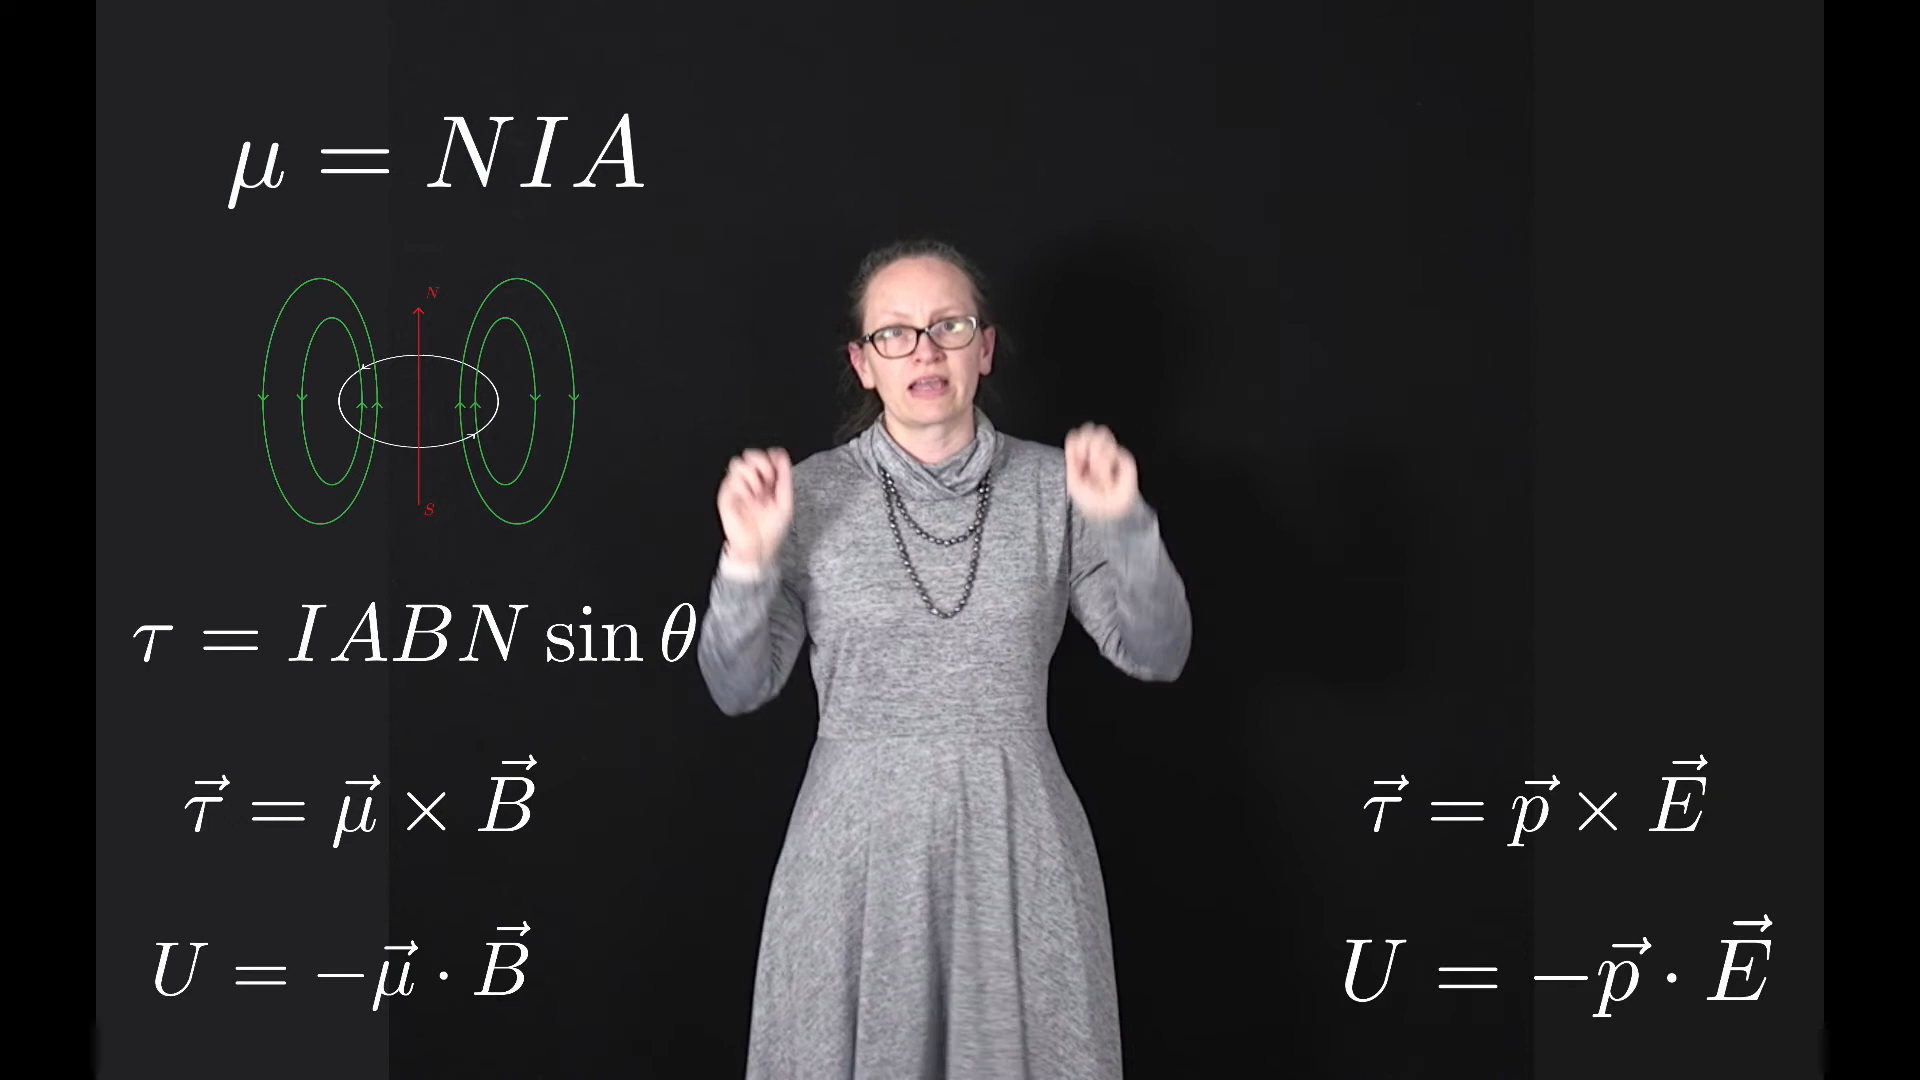 μ = NIA
N
S
τ = IABN sin θ
τ⃗ = μ⃗ × B⃗
U = −μ⃗ · B⃗
τ⃗ = p⃗ × E⃗
U = −p⃗ · E⃗